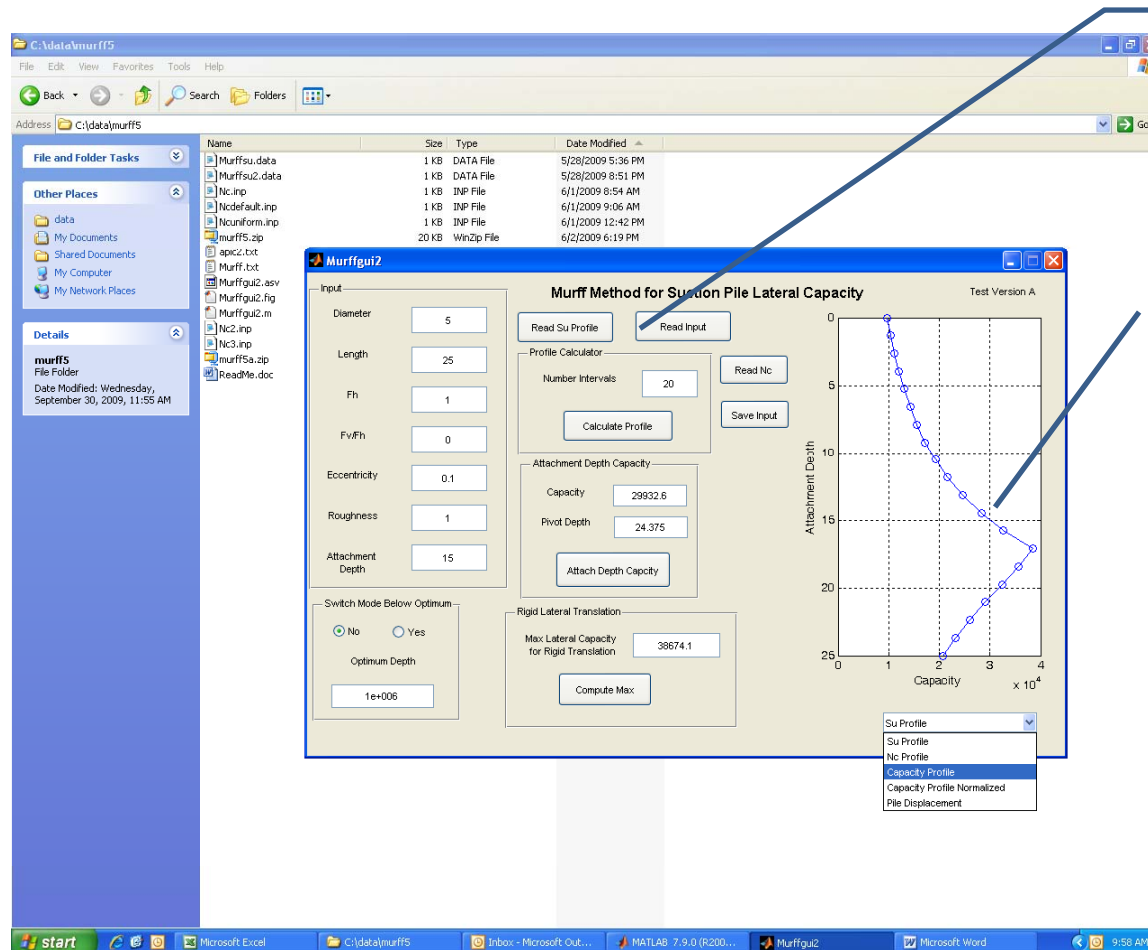 C:\data\murff5
File Edit View Favorites Tools Help
Back Search Folders
Address C:\data\murff5 Go
File and Folder Tasks
Other Places
data
My Documents
Shared Documents
My Computer
My Network Places
Details
murff5
File Folder
Date Modified: Wednesday,
September 30, 2009, 11:55 AM
Name Size Type Date Modified
Murffsu.data 1 KB DATA File 5/28/2009 5:36 PM
Murffsu2.data 1 KB DATA File 5/28/2009 8:51 PM
Nc.inp 1 KB INP File 6/1/2009 8:54 AM
Ncdefault.inp 1 KB INP File 6/1/2009 9:06 AM
Ncuniform.inp 1 KB INP File 6/1/2009 12:42 PM
murff5.zip 20 KB WinZip File 6/2/2009 6:19 PM
apic2.txt
Murff.txt
Murffgui2.asv
Murffgui2.fig
Murffgui2.m
Nc2.inp
Nc3.inp
murff5a.zip
ReadMe.doc
Murffgui2
Murff Method for Suction Pile Lateral Capacity
Test Version A
Input
Diameter 5
Length 25
Fh 1
Fv/Fh 0
Eccentricity 0.1
Roughness 1
Attachment
Depth
15
Switch Mode Below Optimum
No Yes
Optimum Depth
1e+006
Read Su Profile Read Input
Profile Calculator
Number Intervals 20
Calculate Profile
Read Nc
Save Input
Attachment Depth Capacity
Capacity 29932.6
Pivot Depth 24.375
Attach Depth Capcity
Rigid Lateral Translation
Max Lateral Capacity
for Rigid Translation
38674.1
Compute Max
0
5
10
15
20
25
Attachment Depth
0 1 2 3 4
Capacity
x 10^4
Su Profile
Su Profile
Nc Profile
Capacity Profile
Capacity Profile Normalized
Pile Displacement
start Microsoft Excel C:\data\murff5 Inbox - Microsoft Out... MATLAB 7.9.0 (R200... Murffgui2 Microsoft Word 9:58 AM